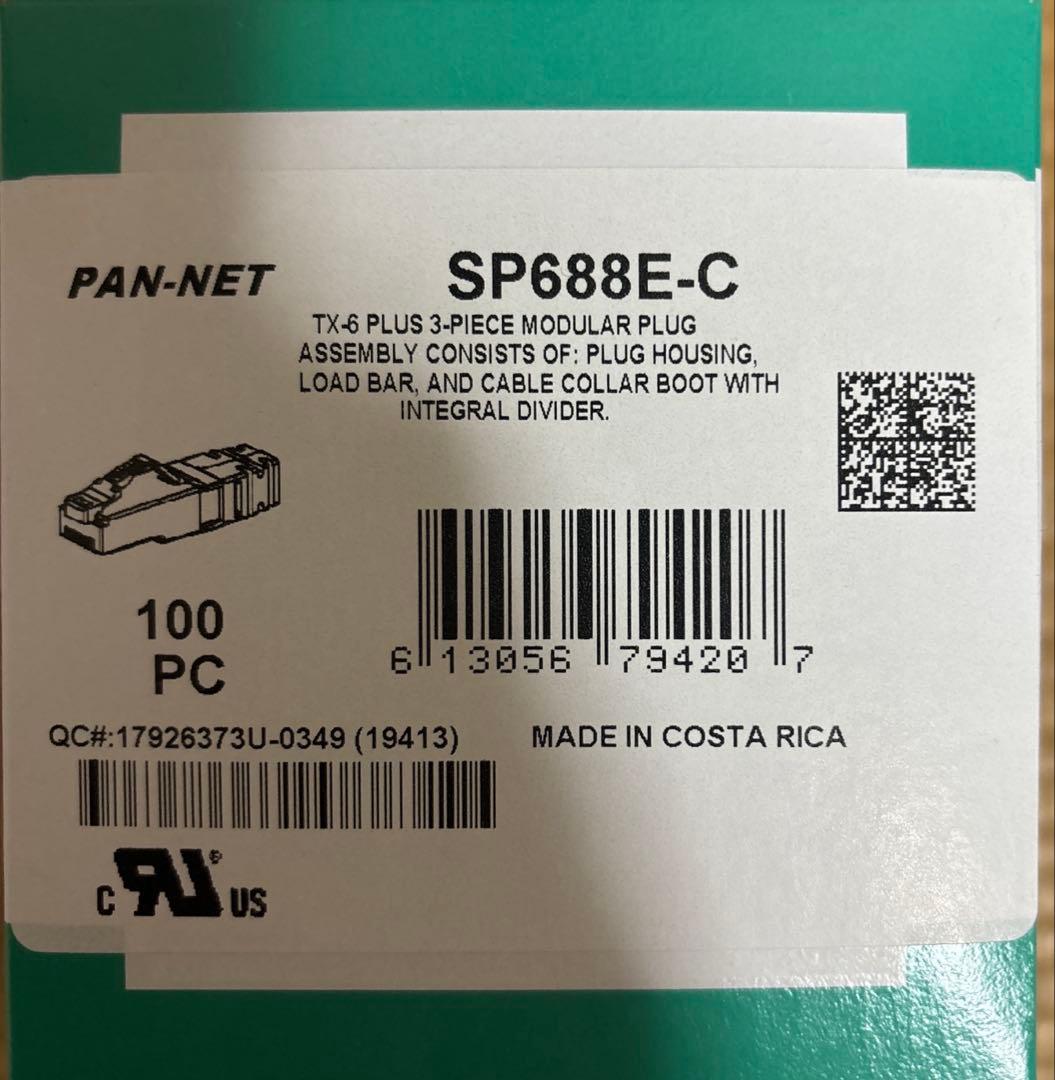 PAN-NET
SP688E-C
TX-6 PLUS 3-PIECE MODULAR PLUG
ASSEMBLY CONSISTS OF: PLUG HOUSING,
LOAD BAR, AND CABLE COLLAR BOOT WITH
INTEGRAL DIVIDER.
100
PC
6 13056 79420 7
QC#:17926373U-0349 (19413)
MADE IN COSTA RICA
C RU® US